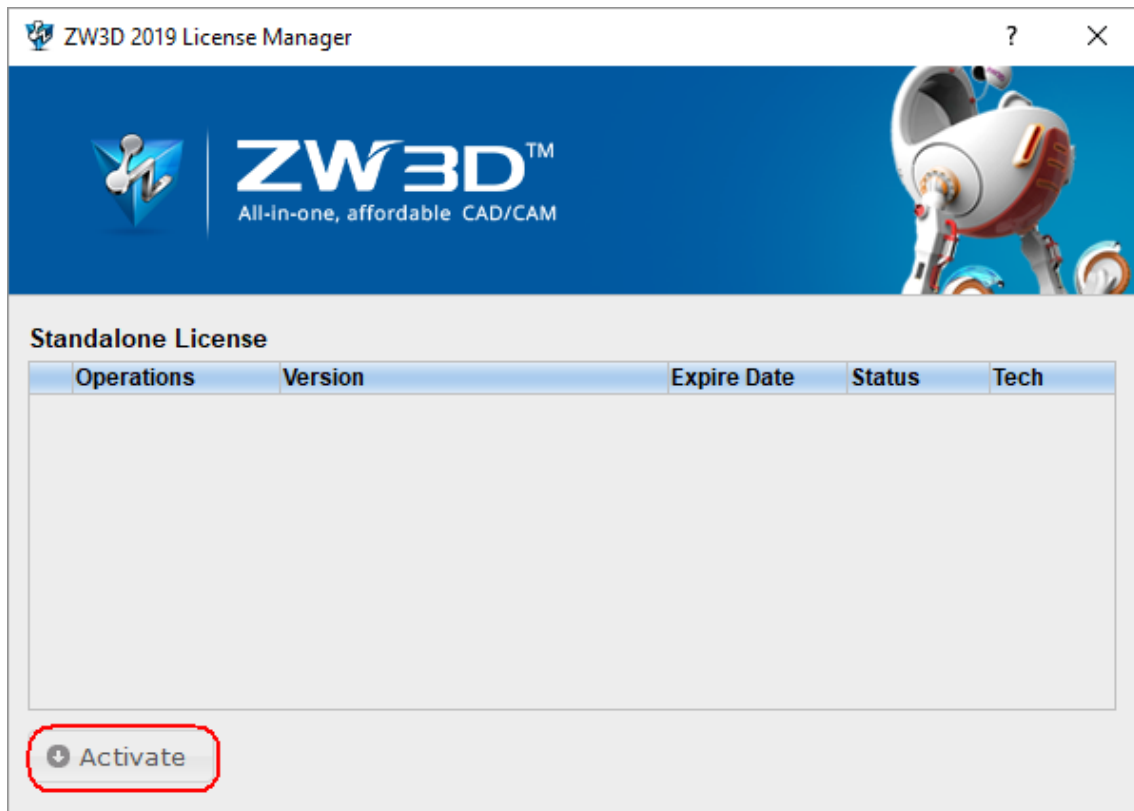 ZW3D 2019 License Manager ?
ZW3D™
All-in-one, affordable CAD/CAM
Standalone License
Operations Version Expire Date Status Tech
Activate